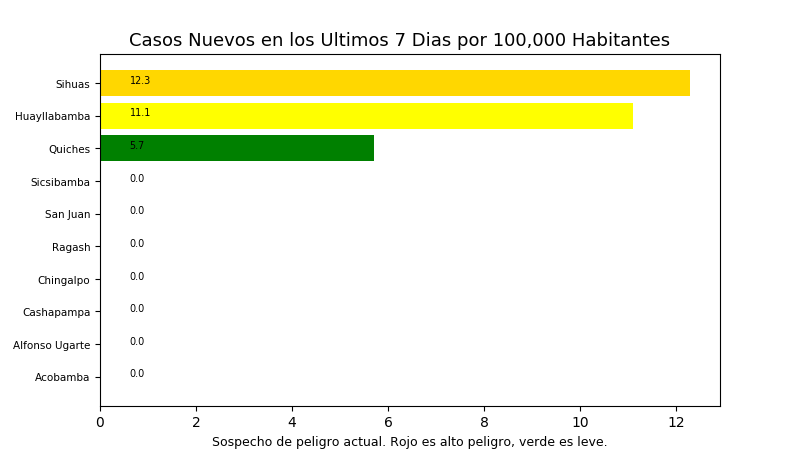 Casos Nuevos en los Ultimos 7 Dias por 100,000 Habitantes
Sihuas 12.3
Huayllabamba 11.1
Quiches 5.7
Sicsibamba 0.0
San Juan 0.0
Ragash 0.0
Chingalpo 0.0
Cashapampa 0.0
Alfonso Ugarte 0.0
Acobamba 0.0
0 2 4 6 8 10 12
Sospecho de peligro actual. Rojo es alto peligro, verde es leve.